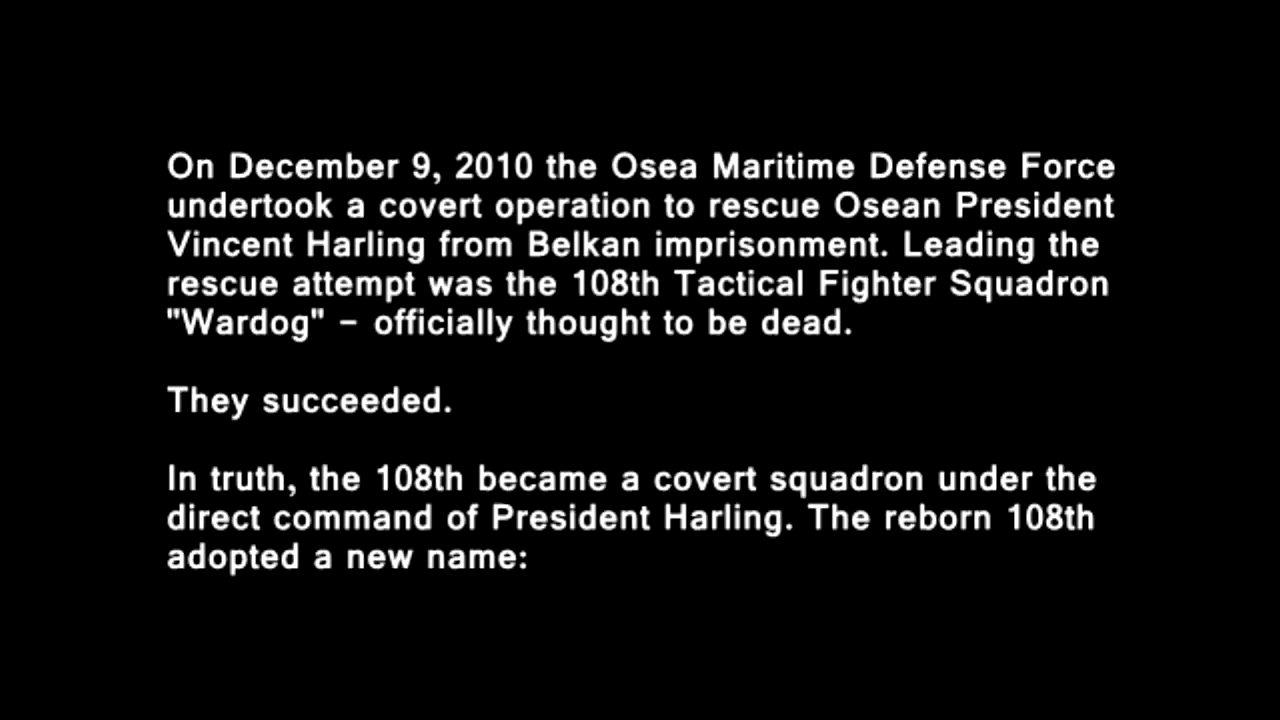 On December 9, 2010 the Osea Maritime Defense Force
undertook a covert operation to rescue Osean President
Vincent Harling from Belkan imprisonment. Leading the
rescue attempt was the 108th Tactical Fighter Squadron
"Wardog" – officially thought to be dead.
They succeeded.
In truth, the 108th became a covert squadron under the
direct command of President Harling. The reborn 108th
adopted a new name: